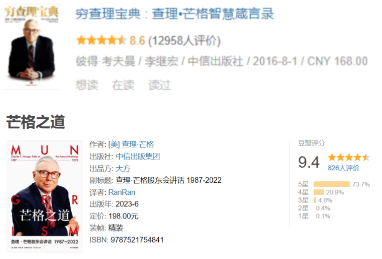 穷查理宝典
穷查理宝典 : 查理•芒格智慧箴言录
8.6 (12958人评价)
彼得·考夫曼 / 李继宏 / 中信出版社 / 2016-8-1 / CNY 168.00
想读 在读 读过
芒格之道
作者: [美] 查理·芒格
出版社: 中信出版集团
出品方: 大方
副标题: 查理·芒格股东会讲话 1987-2022
译者: RanRan
出版年: 2023-6
定价: 198.00元
装帧: 精装
ISBN: 9787521754841
豆瓣评分
9.4
826人评价
5星 73.7%
4星 20.9%
3星 4.8%
2星 0.4%
1星 0.1%
MUN
GER
ISM
芒格之道
查理·芒格股东会讲话 1987—2022